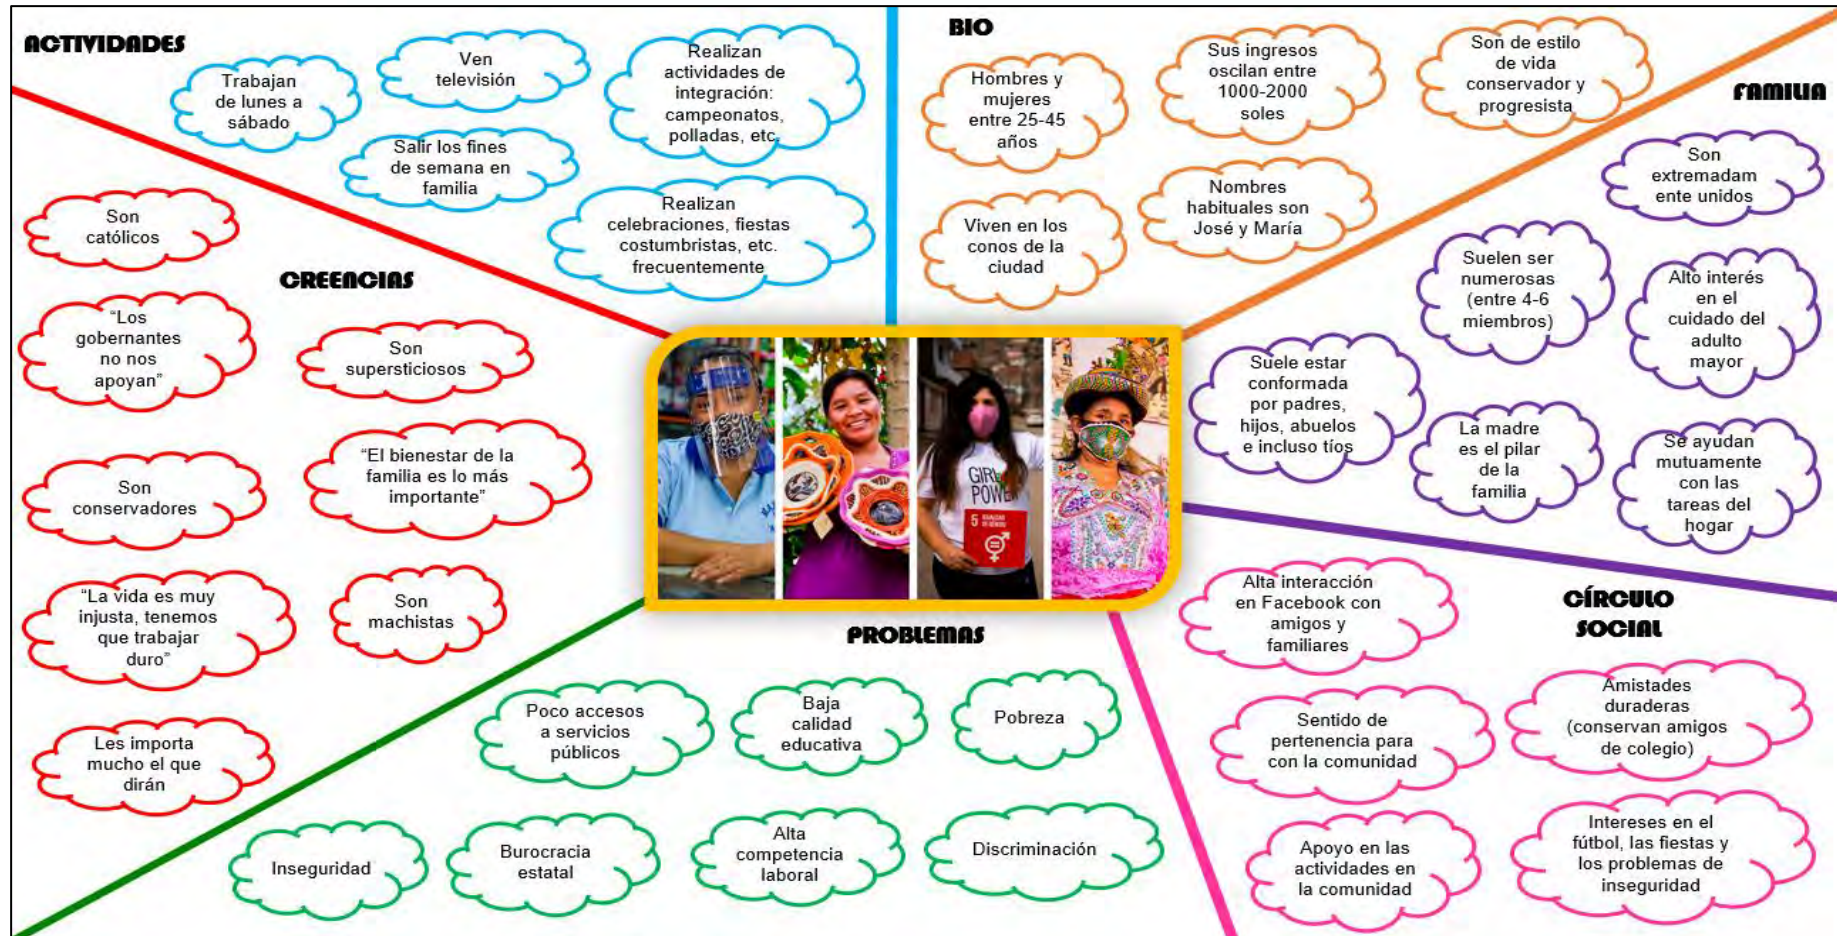 ACTIVIDADES
Trabajan
de lunes a
sábado
Ven
televisión
Realizan
actividades de
integración:
campeonatos,
polladas, etc.
Salir los fines
de semana en
familia
Realizan
celebraciones, fiestas
costumbristas, etc.
frecuentemente
BIO
Hombres y
mujeres
entre 25-45
años
Sus ingresos
oscilan entre
1000-2000
soles
Son de estilo
de vida
conservador y
progresista
Viven en los
conos de la
ciudad
Nombres
habituales son
José y María
FAMILIA
Son
extremadam
ente unidos
Suelen ser
numerosas
(entre 4-6
miembros)
Alto interés
en el
cuidado del
adulto
mayor
Suele estar
conformada
por padres,
hijos, abuelos
e incluso tíos
La madre
es el pilar
de la
familia
Se ayudan
mutuamente
con las
tareas del
hogar
CREENCIAS
Son
católicos
“Los
gobernantes
no nos
apoyan”
Son
supersticiosos
Son
conservadores
“El bienestar de la
familia es lo más
importante”
“La vida es muy
injusta, tenemos
que trabajar
duro”
Son
machistas
Les importa
mucho el que
dirán
GIRL
POWER
5 IGUALDAD
DE GÉNERO
PROBLEMAS
Poco accesos
a servicios
públicos
Baja
calidad
educativa
Pobreza
Inseguridad
Burocracia
estatal
Alta
competencia
laboral
Discriminación
CÍRCULO
SOCIAL
Alta interacción
en Facebook con
amigos y
familiares
Sentido de
pertenencia para
con la comunidad
Amistades
duraderas
(conservan amigos
de colegio)
Apoyo en las
actividades en
la comunidad
Intereses en el
fútbol, las fiestas y
los problemas de
inseguridad